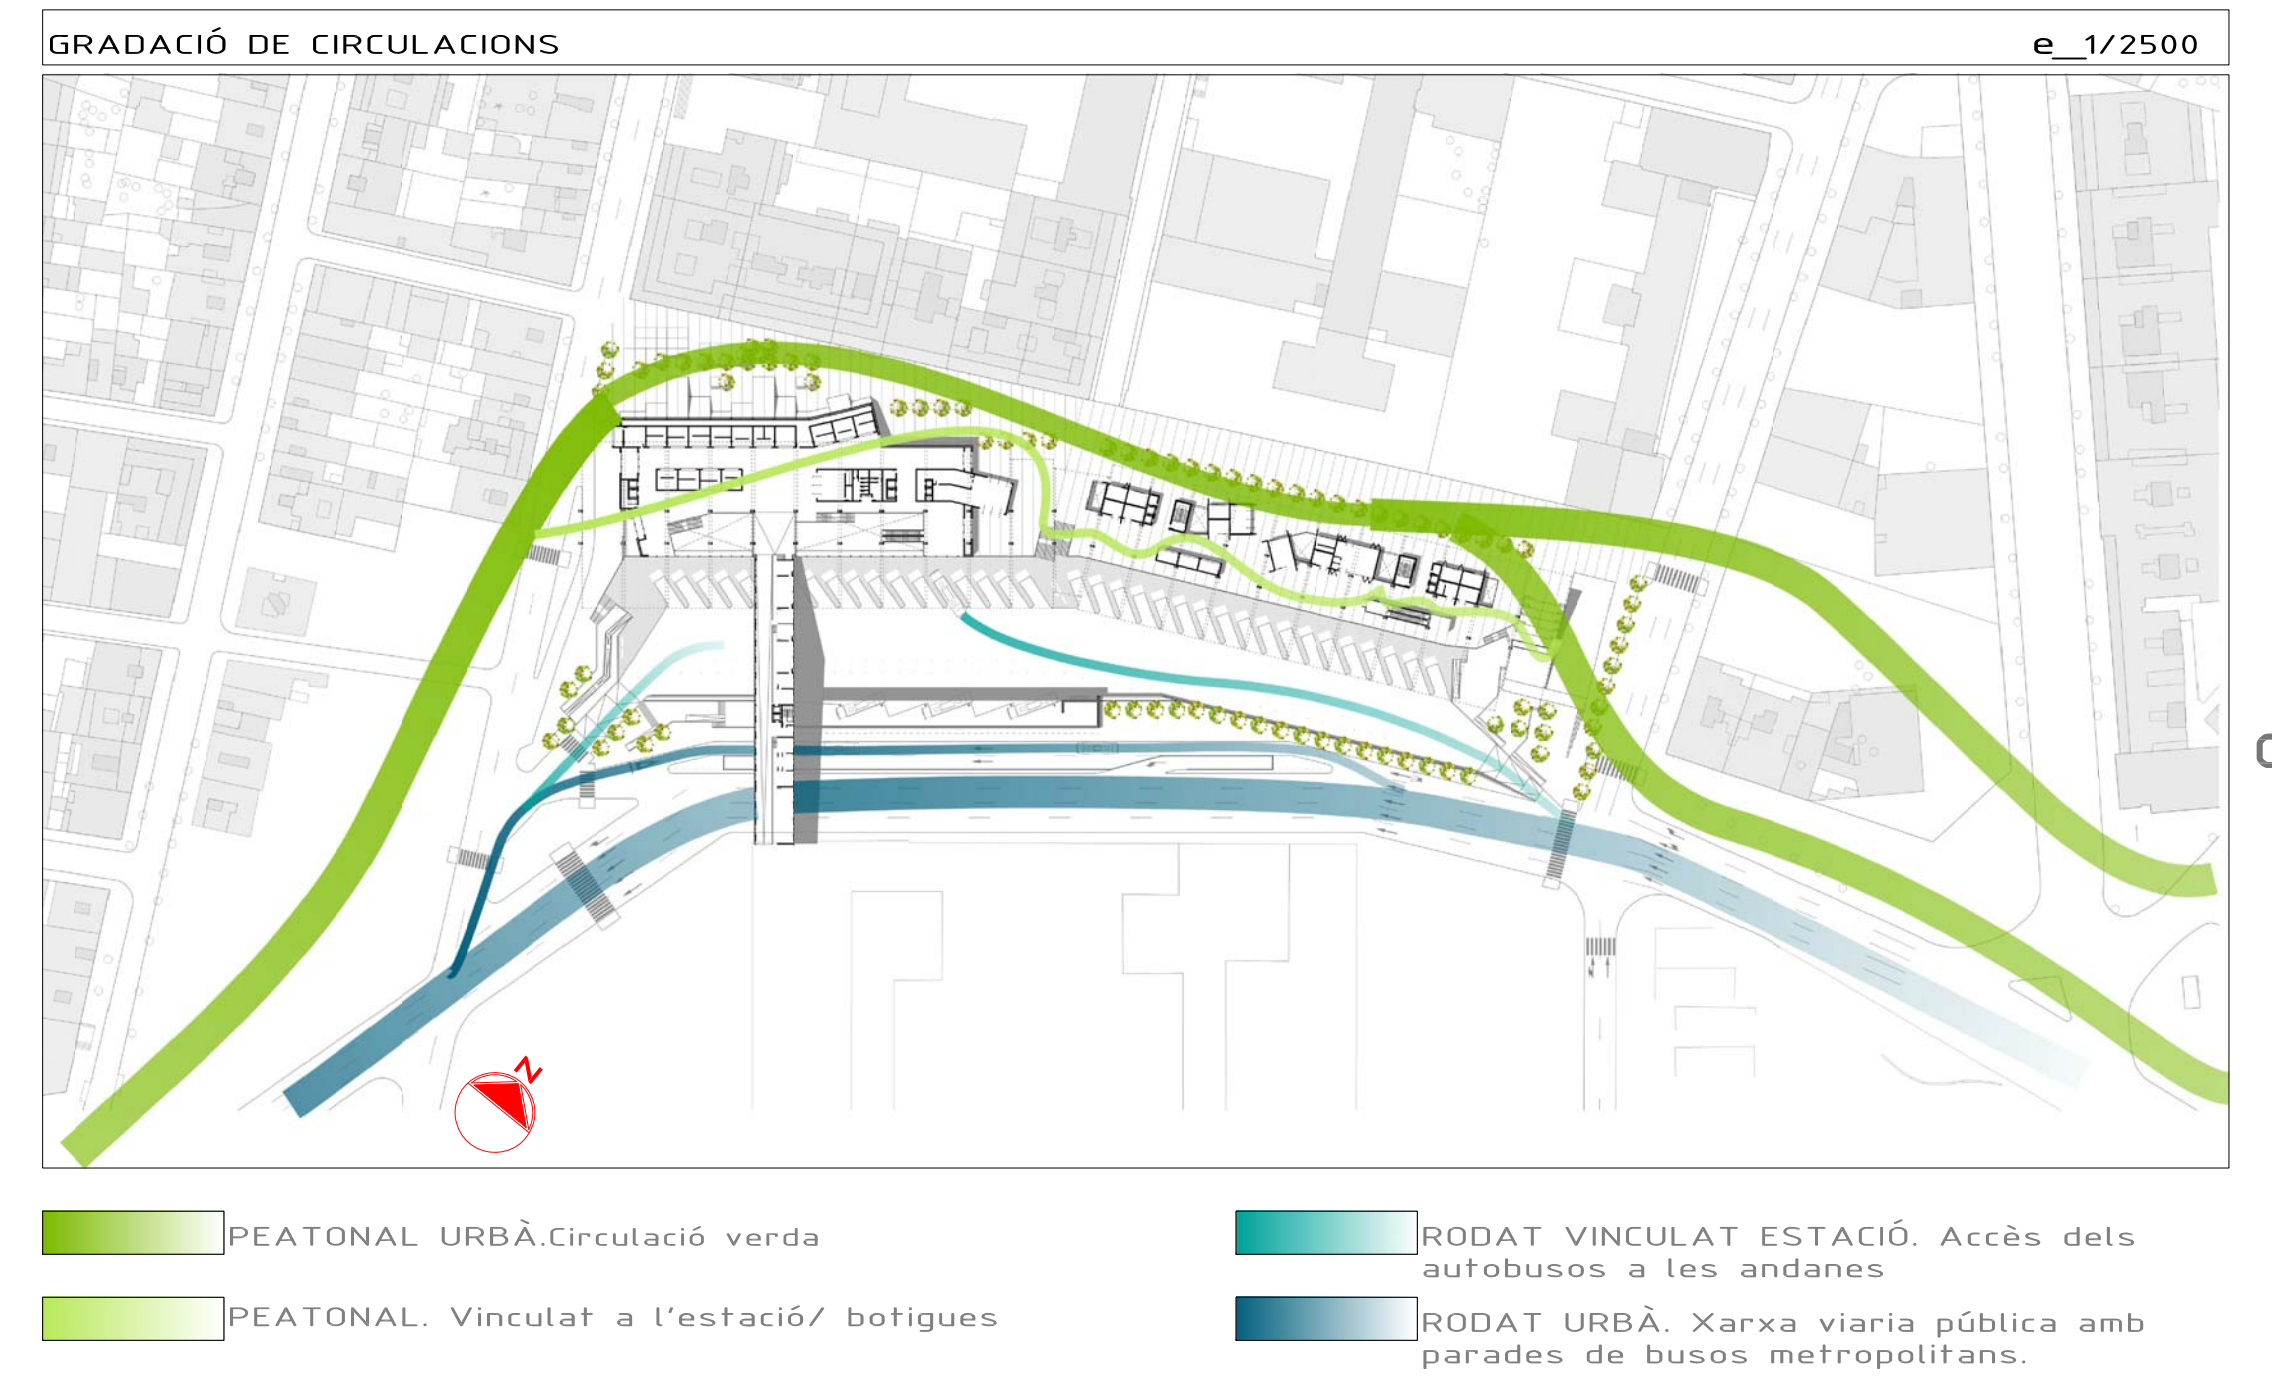 GRADACIÓ DE CIRCULACIONS
e_1/2500
N
PEATONAL URBÀ.Circulació verda
PEATONAL. Vinculat a l'estació/ botigues
RODAT VINCULAT ESTACIÓ. Accès dels
autobusos a les andanes
RODAT URBÀ. Xarxa viaria pública amb
parades de busos metropolitans.